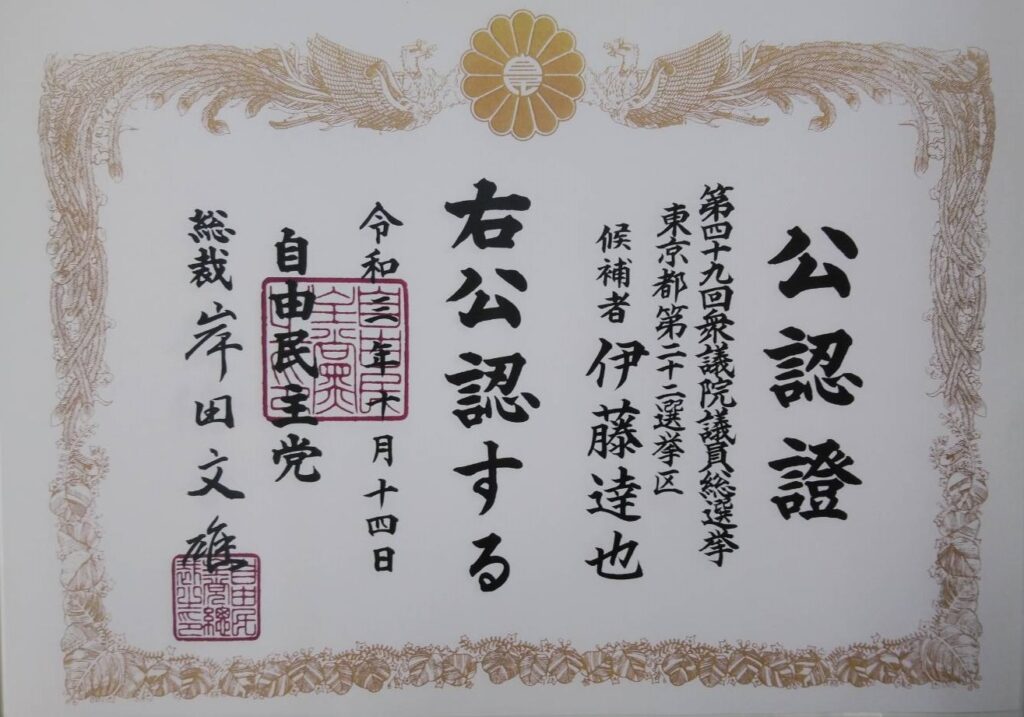 公認證
第四十九回衆議院議員総選挙
東京都第二十二選挙区
候補者 伊藤達也
右公認する
令和三年十月十四日
自由民主党
総裁 岸田文雄